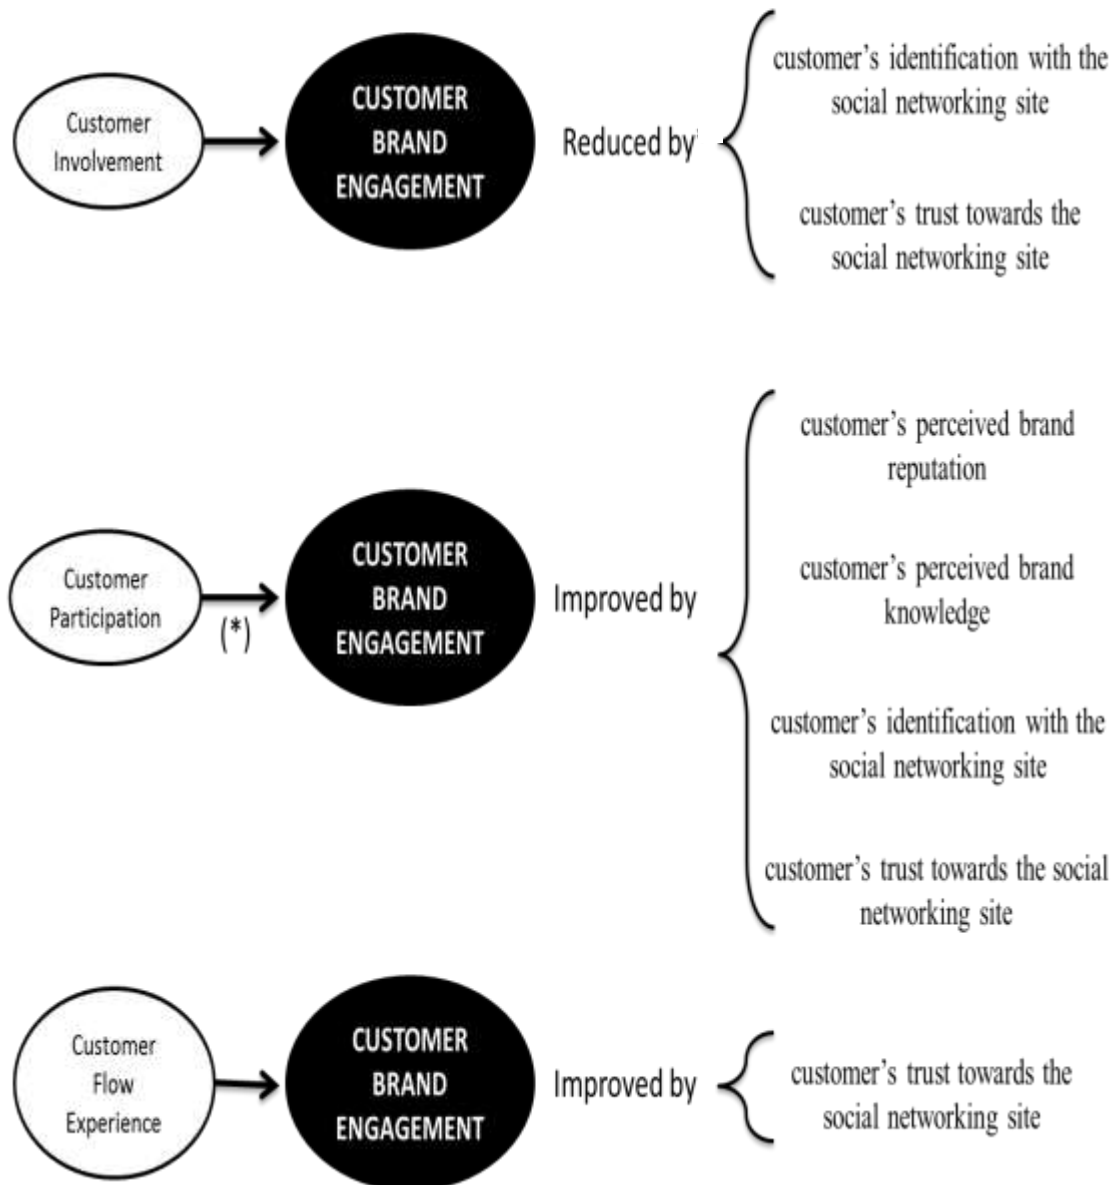 Customer
Involvement
CUSTOMER
BRAND
ENGAGEMENT
Reduced by
customer’s identification with the
social networking site
customer’s trust towards the
social networking site
Customer
Participation
(*)
CUSTOMER
BRAND
ENGAGEMENT
Improved by
customer’s perceived brand
reputation
customer’s perceived brand
knowledge
customer’s identification with the
social networking site
customer’s trust towards the social
networking site
Customer
Flow
Experience
CUSTOMER
BRAND
ENGAGEMENT
Improved by
customer’s trust towards the
social networking site